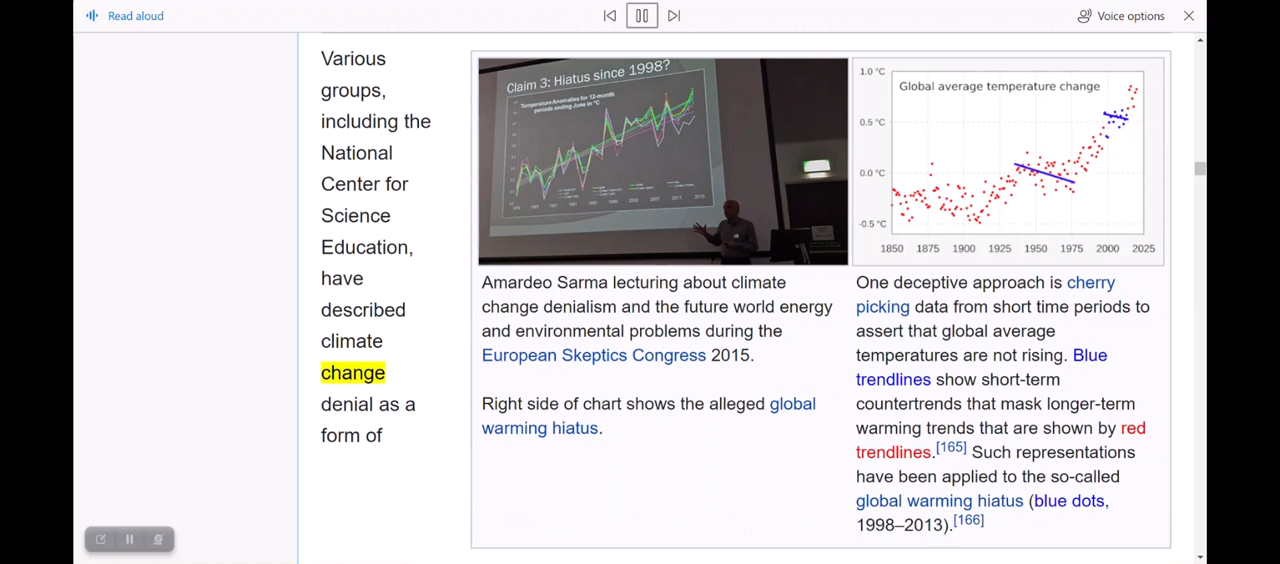 Read aloud
Voice options
Various
groups,
including the
National
Center for
Science
Education,
have
described
climate
change
denial as a
form of
Claim 3: Hiatus since 1998?
Temperature Anomalies for 12-month
periods ending June in °C
Amardeo Sarma lecturing about climate
change denialism and the future world energy
and environmental problems during the
European Skeptics Congress 2015.
Right side of chart shows the alleged global
warming hiatus.
Global average temperature change
1.0 °C
0.5 °C
0.0 °C
-0.5 °C
1850 1875 1900 1925 1950 1975 2000 2025
One deceptive approach is cherry
picking data from short time periods to
assert that global average
temperatures are not rising. Blue
trendlines show short-term
countertrends that mask longer-term
warming trends that are shown by red
trendlines.[165] Such representations
have been applied to the so-called
global warming hiatus (blue dots,
1998–2013).[166]